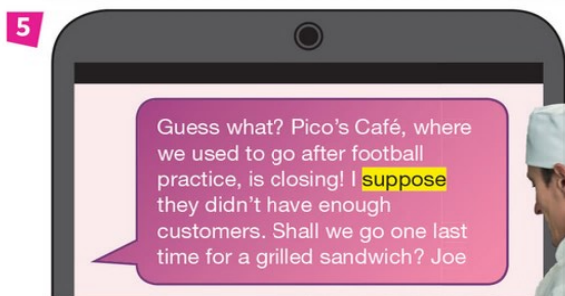 5
Guess what? Pico's Café, where
we used to go after football
practice, is closing! I suppose
they didn't have enough
customers. Shall we go one last
time for a grilled sandwich? Joe